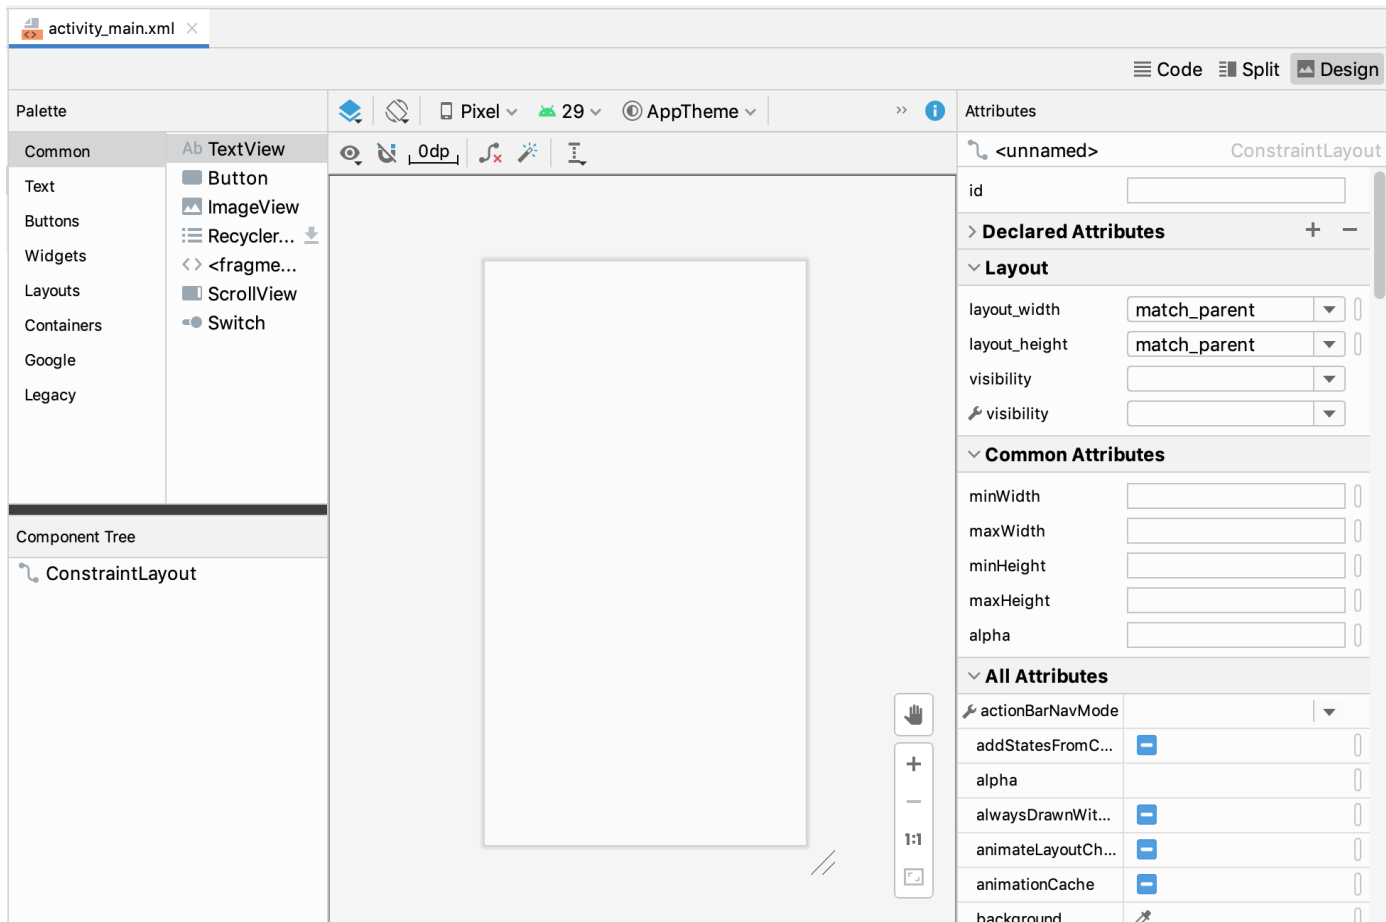 activity_main.xml
Code Split Design
Palette
Pixel 29 AppTheme
Attributes
Common
Text
Buttons
Widgets
Layouts
Containers
Google
Legacy
Ab TextView
Button
ImageView
Recycler...
<fragme...
ScrollView
Switch
0dp
Component Tree
ConstraintLayout
1:1
<unnamed> ConstraintLayout
id
Declared Attributes
Layout
layout_width match_parent
layout_height match_parent
visibility
visibility
Common Attributes
minWidth
maxWidth
minHeight
maxHeight
alpha
All Attributes
actionBarNavMode
addStatesFromC...
alpha
alwaysDrawnWit...
animateLayoutCh...
animationCache
background